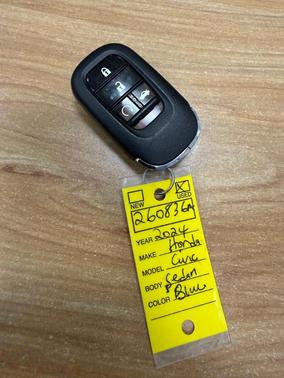 NEW USED
260836A
YEAR 2024
MAKE Honda
MODEL Civic
BODY Sedan
COLOR Blue